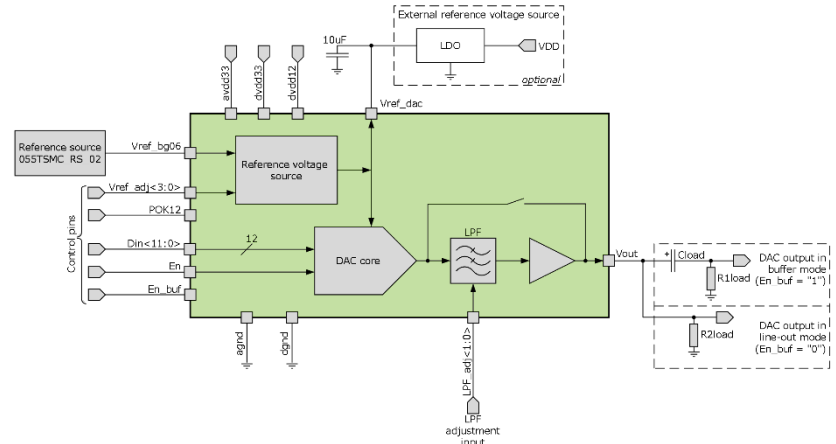 External reference voltage source
10uF
LDO
VDD
optional
avdd33
dvdd33
dvdd12
Vref_dac
Reference source
055TSMC_RS_02
Vref_bg06
Reference voltage
source
Control pins
Vref_adj<3:0>
POK12
Din<11:0>
12
En
En_buf
DAC core
LPF
Vout
Cload
R1load
DAC output in
buffer mode
(En_buf = "1")
R2load
DAC output in
line-out mode
(En_buf = "0")
agnd
dgnd
LPF_adj<1:0>
LPF
adjustment
input